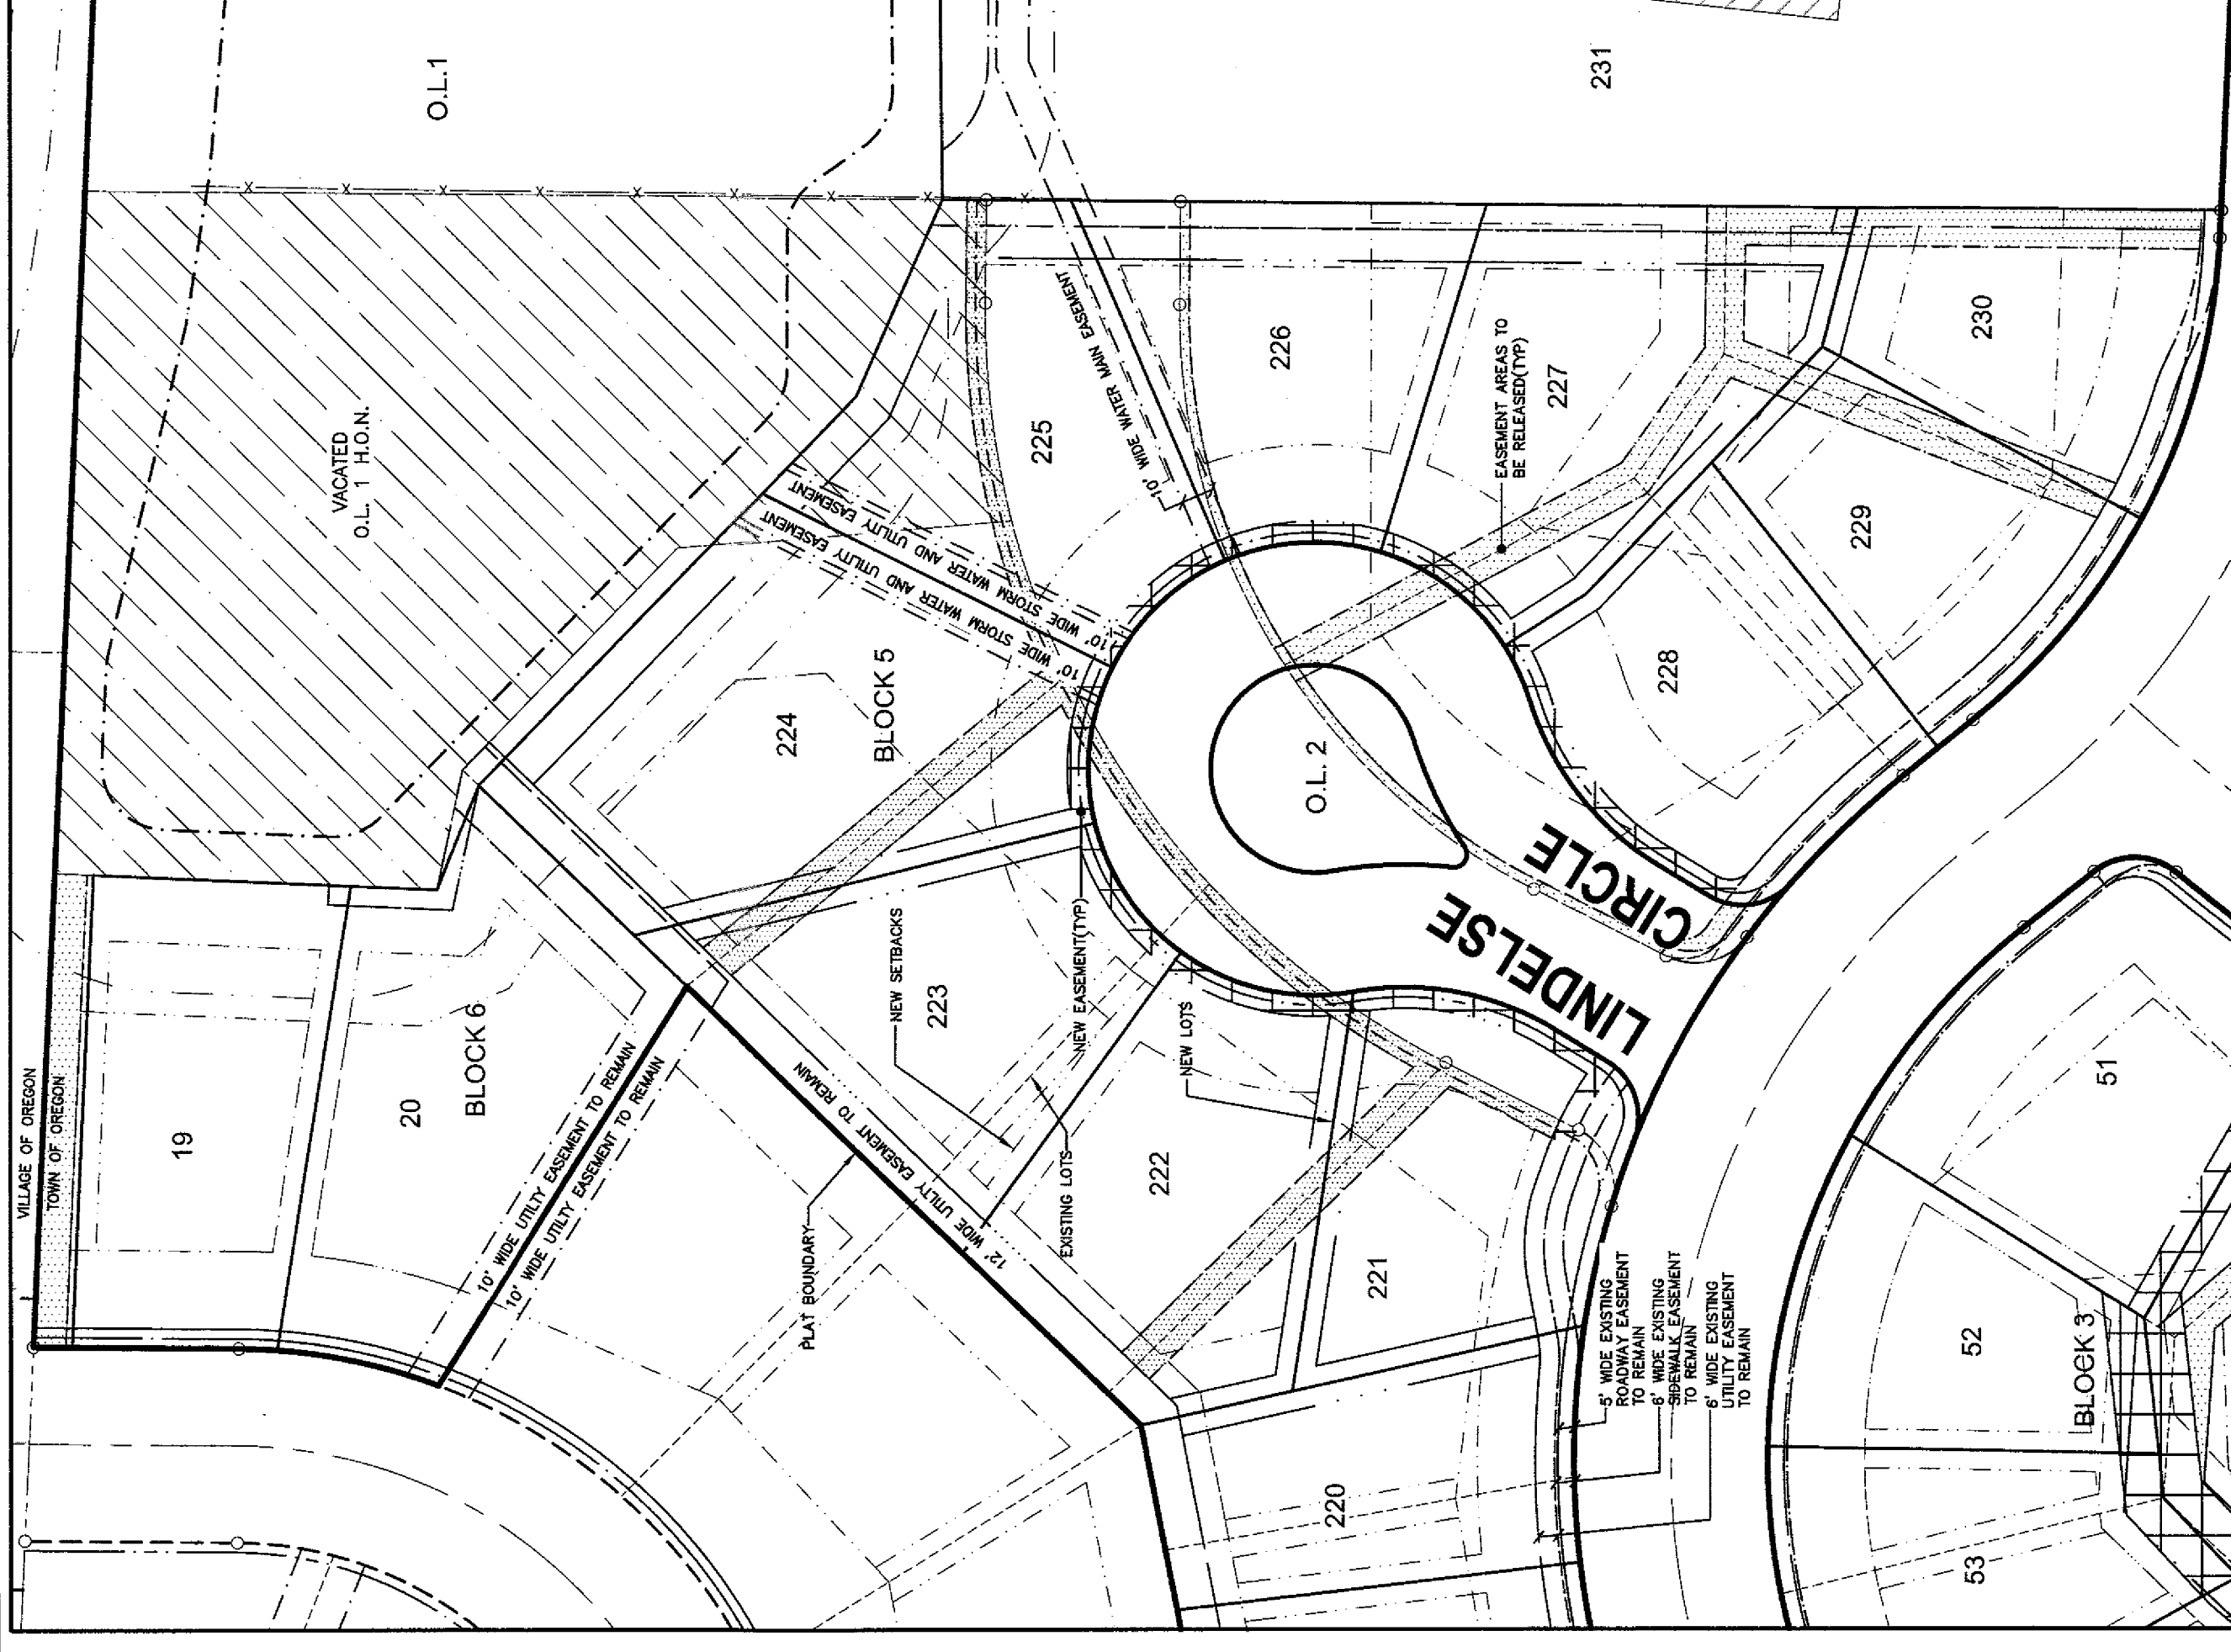 VILLAGE OF OREGON
TOWN OF OREGON
19
20
BLOCK 6
10' WIDE UTILTY EASEMENT TO REMAIN
10' WIDE UTILTY EASEMENT TO REMAIN
VACATED
O.L. 1 H.O.N.
O.L.1
231
224
BLOCK 5
10' WIDE STORM WATER AND UTILITY EASEMENT
10' WIDE STORM WATER AND UTILITY EASEMENT
225
10' WIDE WATER MAIN EASEMENT
226
EASEMENT AREAS TO
BE RELEASED(TYP)
227
230
229
228
O.L. 2
LINDELSE
CIRCLE
NEW SETBACKS
223
NEW EASEMENT(TYP)
NEW LOTS
EXISTING LOTS
222
12' WIDE UTILTY EASEMENT TO REMAIN
PLAT BOUNDARY
221
220
5' WIDE EXISTING
ROADWAY EASEMENT
TO REMAIN
6' WIDE EXISTING
SIDEWALK EASEMENT
TO REMAIN
6' WIDE EXISTING
UTILITY EASEMENT
TO REMAIN
51
52
BLOCK 3
53